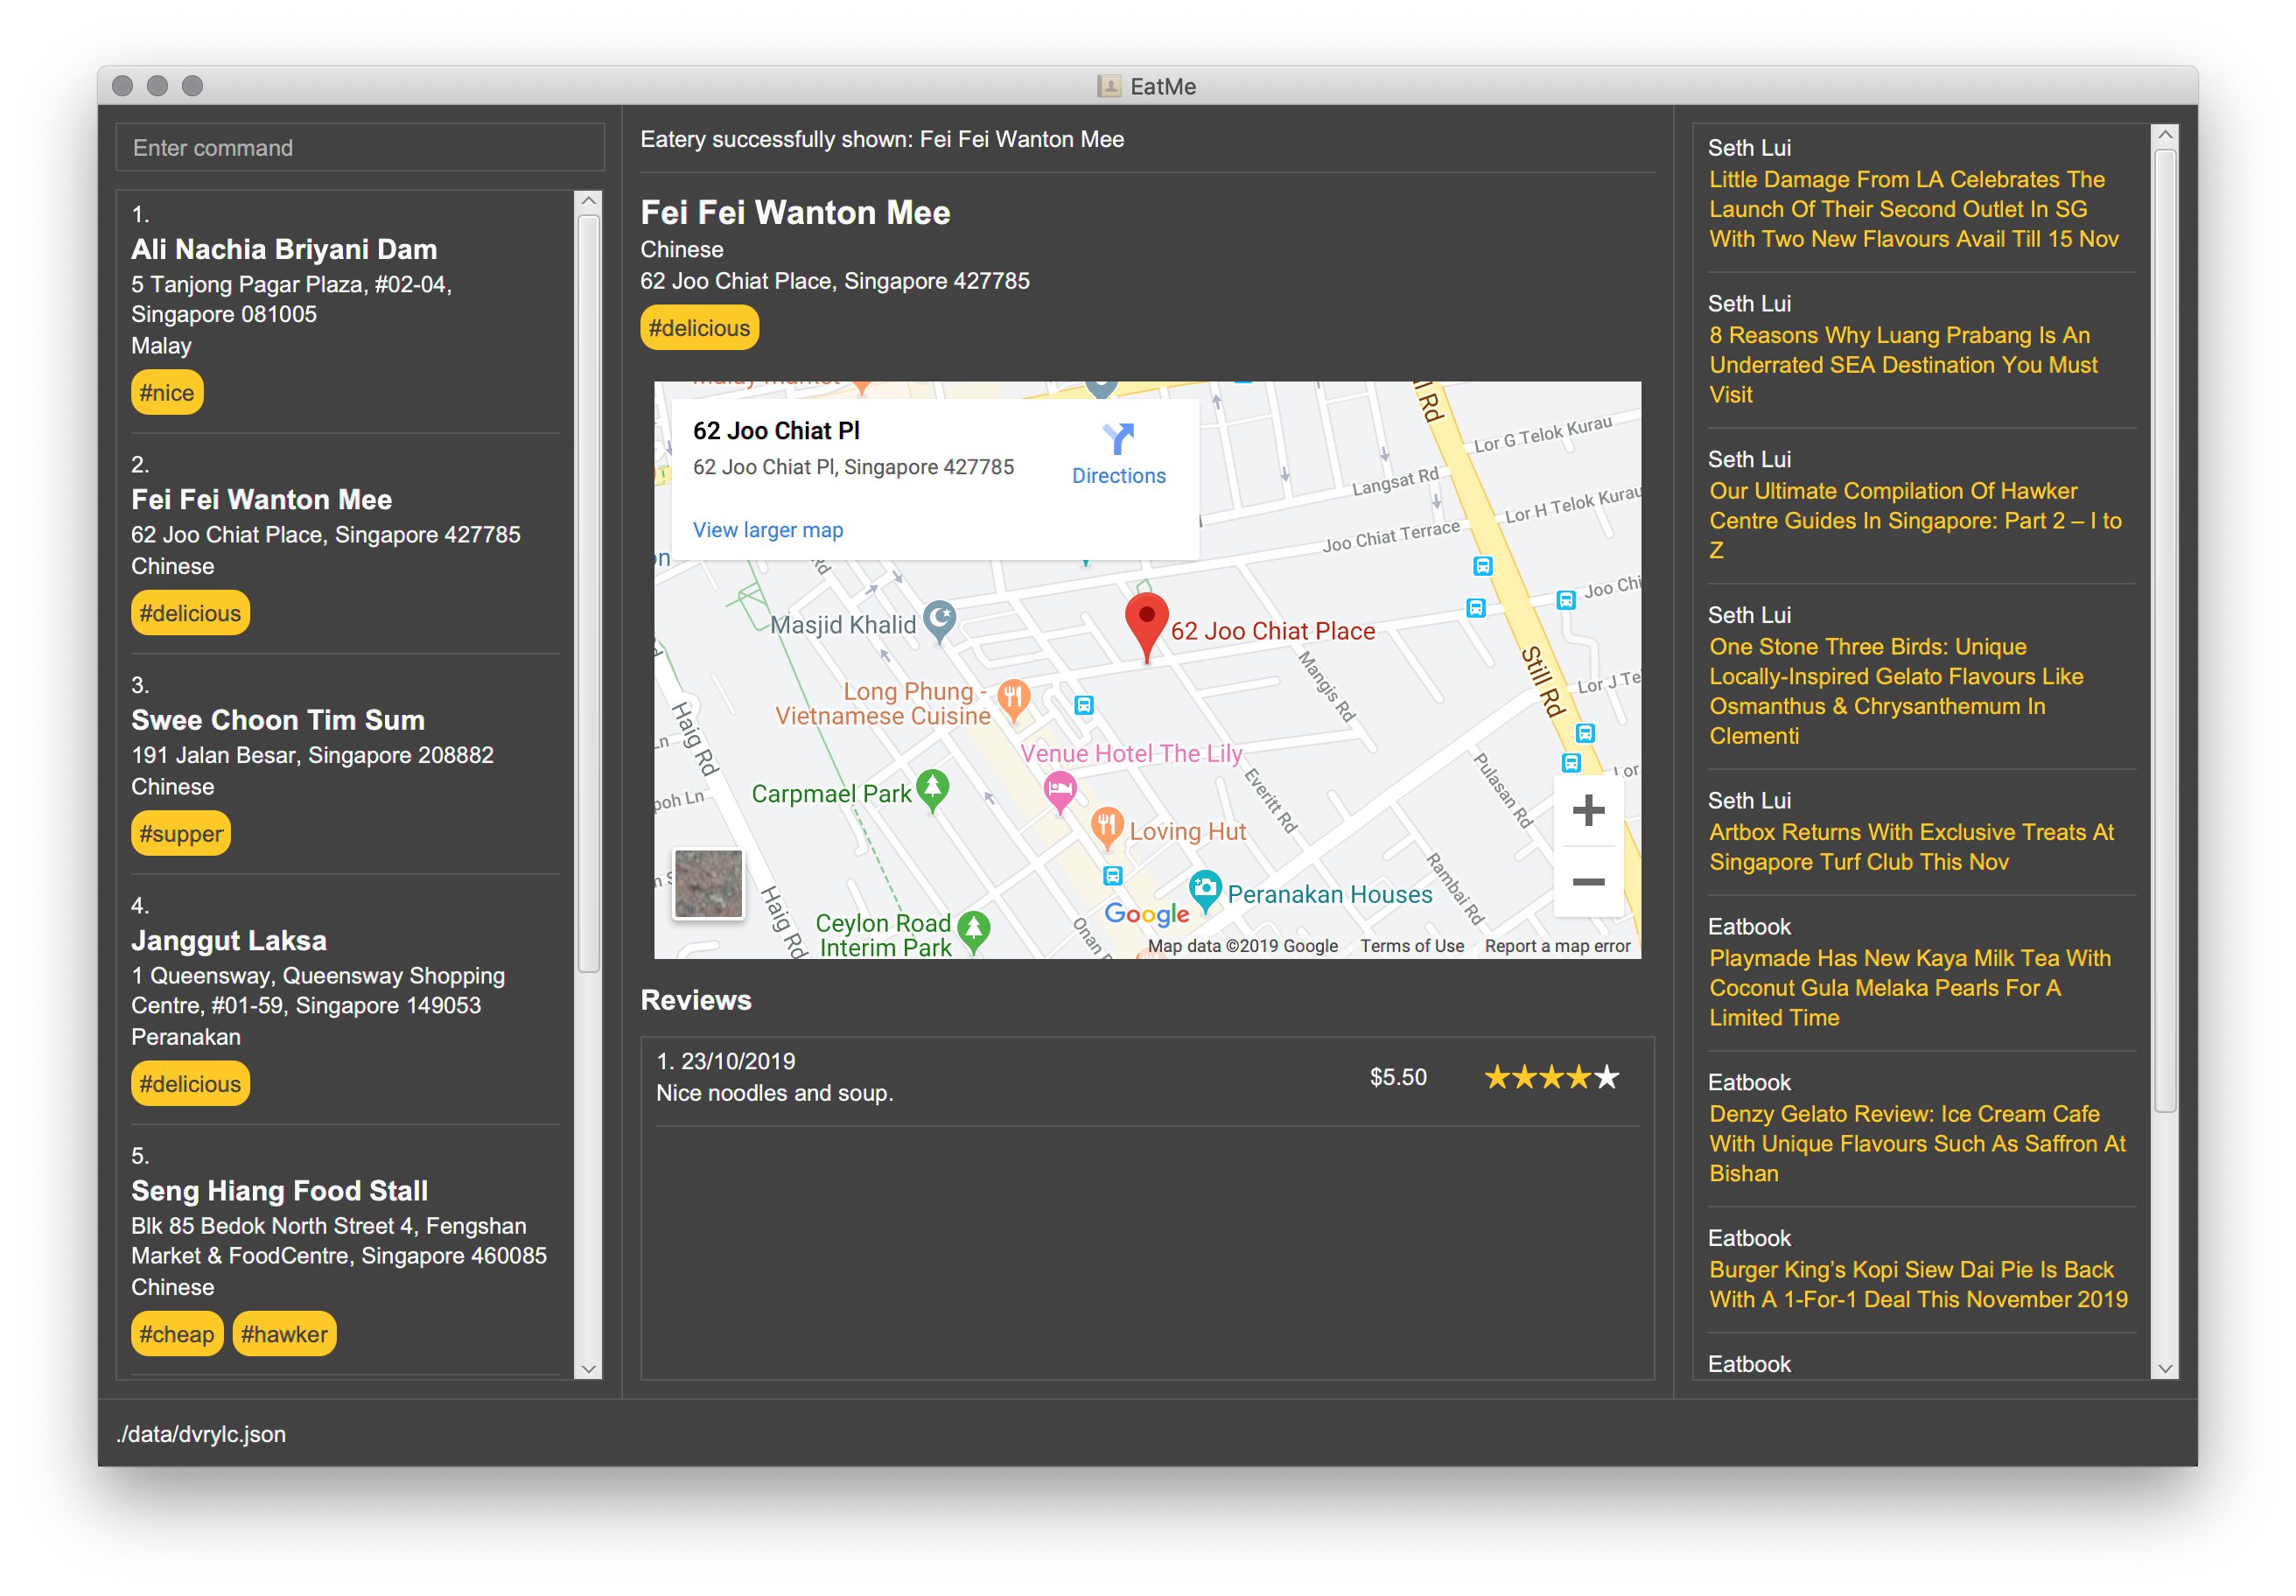 EatMe
Enter command
1.
Ali Nachia Briyani Dam
5 Tanjong Pagar Plaza, #02-04,
Singapore 081005
Malay
#nice
2.
Fei Fei Wanton Mee
62 Joo Chiat Place, Singapore 427785
Chinese
#delicious
3.
Swee Choon Tim Sum
191 Jalan Besar, Singapore 208882
Chinese
#supper
4.
Janggut Laksa
1 Queensway, Queensway Shopping
Centre, #01-59, Singapore 149053
Peranakan
#delicious
5.
Seng Hiang Food Stall
Blk 85 Bedok North Street 4, Fengshan
Market & FoodCentre, Singapore 460085
Chinese
#cheap #hawker
Eatery successfully shown: Fei Fei Wanton Mee
Fei Fei Wanton Mee
Chinese
62 Joo Chiat Place, Singapore 427785
#delicious
62 Joo Chiat Pl
62 Joo Chiat Pl, Singapore 427785
Directions
View larger map
Lor G Telok Kurau
Langsat Rd
Lor H Telok Kurau
Joo Chiat Terrace
Masjid Khalid
62 Joo Chiat Place
Mangis Rd
Still Rd
Long Phung -
Vietnamese Cuisine
Haig Rd
Venue Hotel The Lily
Everitt Rd
Pulasan Rd
Carpmael Park
Loving Hut
Rambai Rd
Peranakan Houses
Haig Rd
Ceylon Road
Interim Park
Google
Map data ©2019 Google Terms of Use Report a map error
Reviews
1. 23/10/2019
Nice noodles and soup.
$5.50
Seth Lui
Little Damage From LA Celebrates The
Launch Of Their Second Outlet In SG
With Two New Flavours Avail Till 15 Nov
Seth Lui
8 Reasons Why Luang Prabang Is An
Underrated SEA Destination You Must
Visit
Seth Lui
Our Ultimate Compilation Of Hawker
Centre Guides In Singapore: Part 2 – I to
Z
Seth Lui
One Stone Three Birds: Unique
Locally-Inspired Gelato Flavours Like
Osmanthus & Chrysanthemum In
Clementi
Seth Lui
Artbox Returns With Exclusive Treats At
Singapore Turf Club This Nov
Eatbook
Playmade Has New Kaya Milk Tea With
Coconut Gula Melaka Pearls For A
Limited Time
Eatbook
Denzy Gelato Review: Ice Cream Cafe
With Unique Flavours Such As Saffron At
Bishan
Eatbook
Burger King’s Kopi Siew Dai Pie Is Back
With A 1-For-1 Deal This November 2019
Eatbook
./data/dvrylc.json